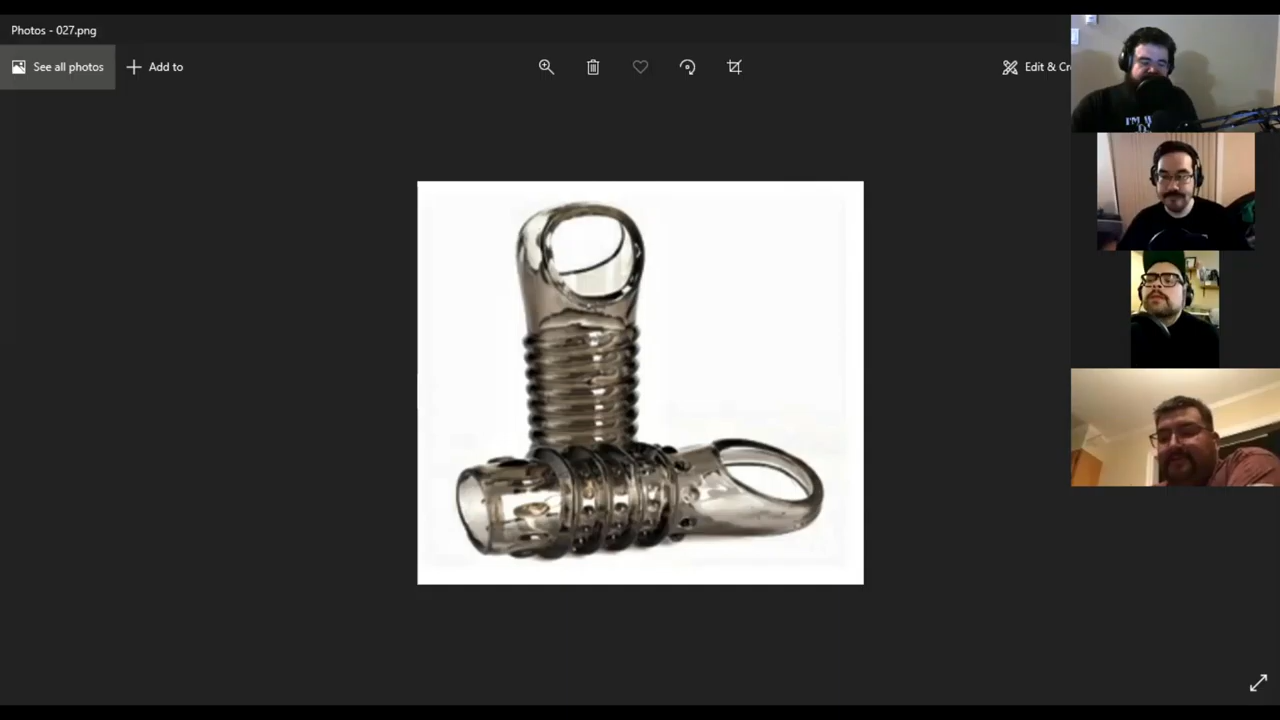 Photos - 027.png
See all photos
Add to
Edit & Cr
I'M